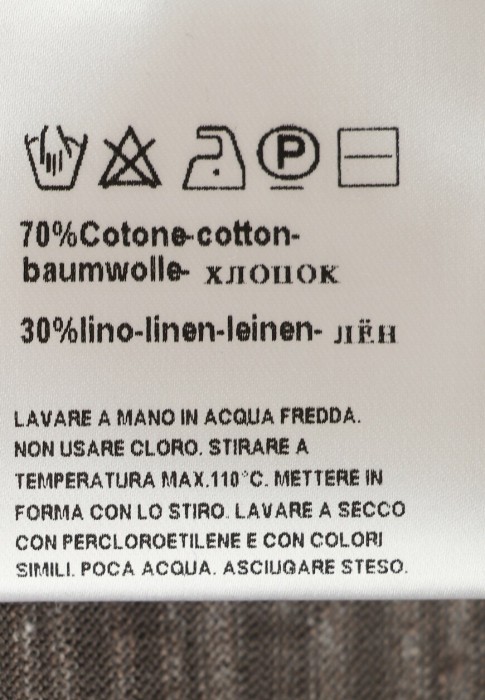 P
70%Cotone-cotton-
baumwolle- хлопок
30%lino-linen-leinen- лён
LAVARE A MANO IN ACQUA FREDDA.
NON USARE CLORO. STIRARE A
TEMPERATURA MAX.110°C. METTERE IN
FORMA CON LO STIRO. LAVARE A SECCO
CON PERCLOROETILENE E CON COLORI
SIMILI. POCA ACQUA. ASCIUGARE STESO.